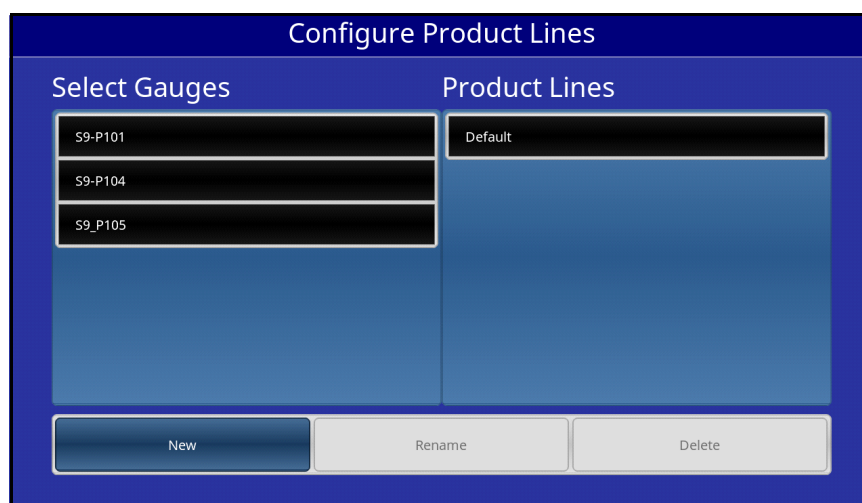 Configure Product Lines
Select Gauges
Product Lines
S9-P101
Default
S9-P104
S9_P105
New
Rename
Delete